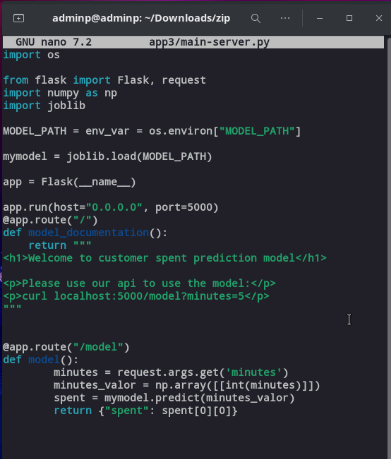 adminp@adminp: ~/Downloads/zip
GNU nano 7.2 app3/main-server.py
import os
from flask import Flask, request
import numpy as np
import joblib
MODEL_PATH = env_var = os.environ["MODEL_PATH"]
mymodel = joblib.load(MODEL_PATH)
app = Flask(__name__)
app.run(host="0.0.0.0", port=5000)
@app.route("/")
def model_documentation():
    return """
<h1>Welcome to customer spent prediction model</h1>
<p>Please use our api to use the model:</p>
<p>curl localhost:5000/model?minutes=5</p>
"""
@app.route("/model")
def model():
        minutes = request.args.get('minutes')
        minutes_valor = np.array([[int(minutes)]])
        spent = mymodel.predict(minutes_valor)
        return {"spent": spent[0][0]}